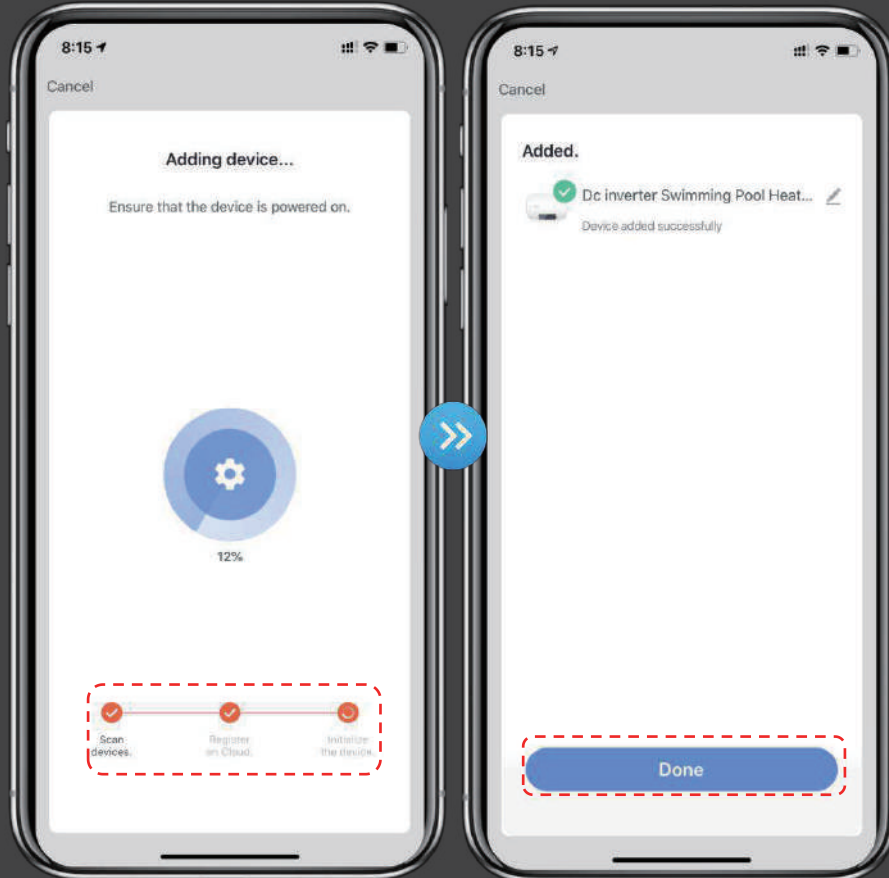 8:15
Cancel
Adding device...
Ensure that the device is powered on.
12%
Scan
devices.
Register
on Cloud.
Initialize
the device.
8:15
Cancel
Added.
Dc inverter Swimming Pool Heat...
Device added successfully
Done